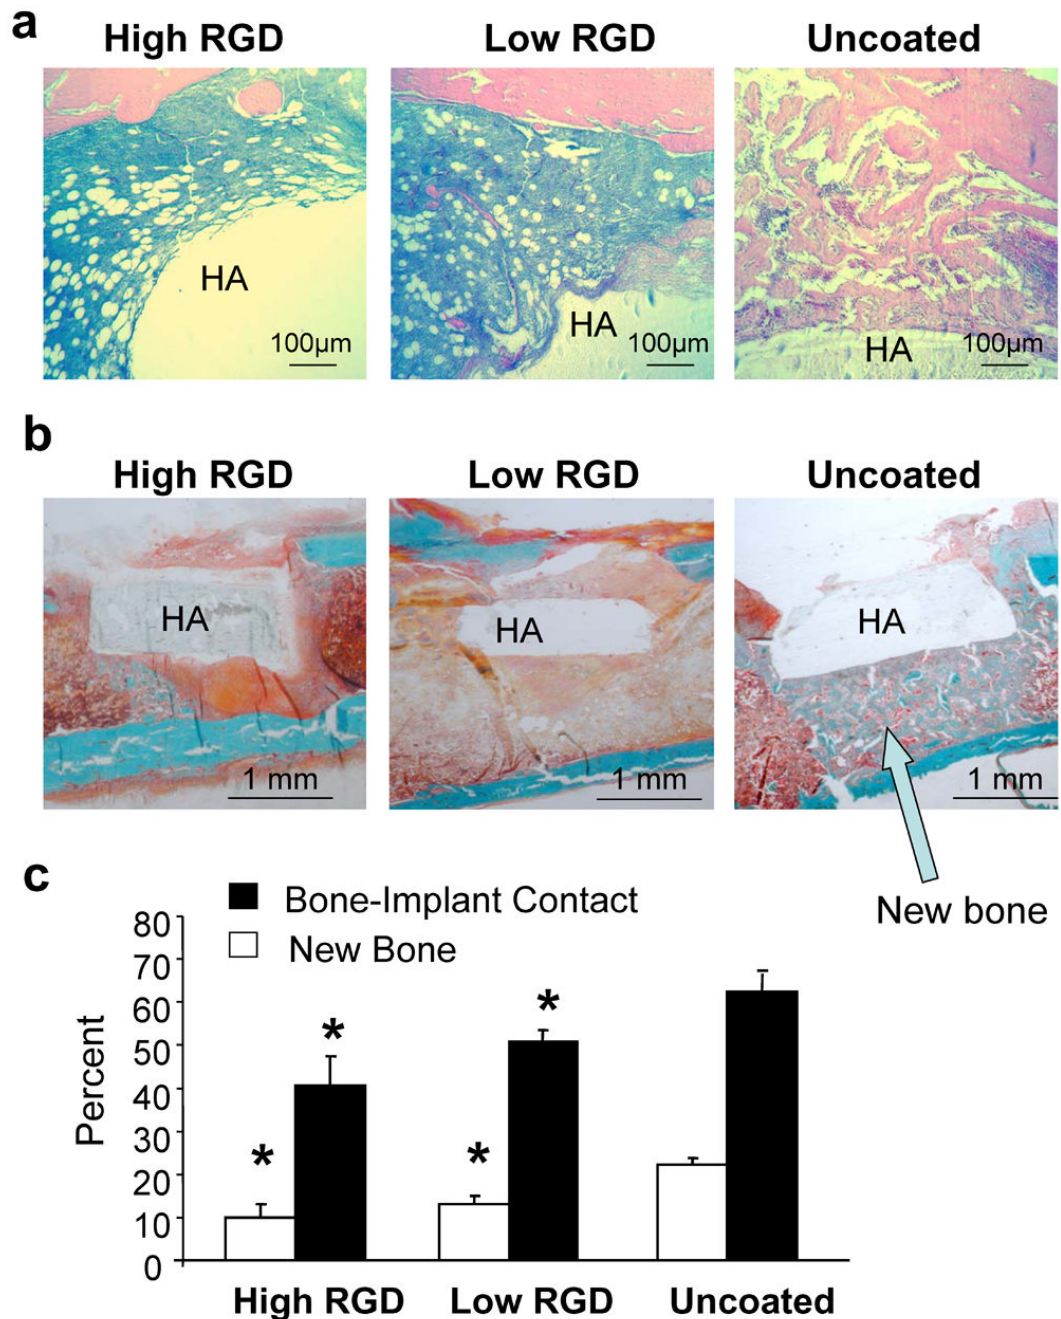 a
High RGD Low RGD Uncoated
HA HA HA
100µm 100µm 100µm
b
High RGD Low RGD Uncoated
HA HA HA
1 mm 1 mm 1 mm
New bone
c
Bone-Implant Contact
New Bone
Percent
80
70
60
50
40
30
20
10
0
* * * *
High RGD Low RGD Uncoated